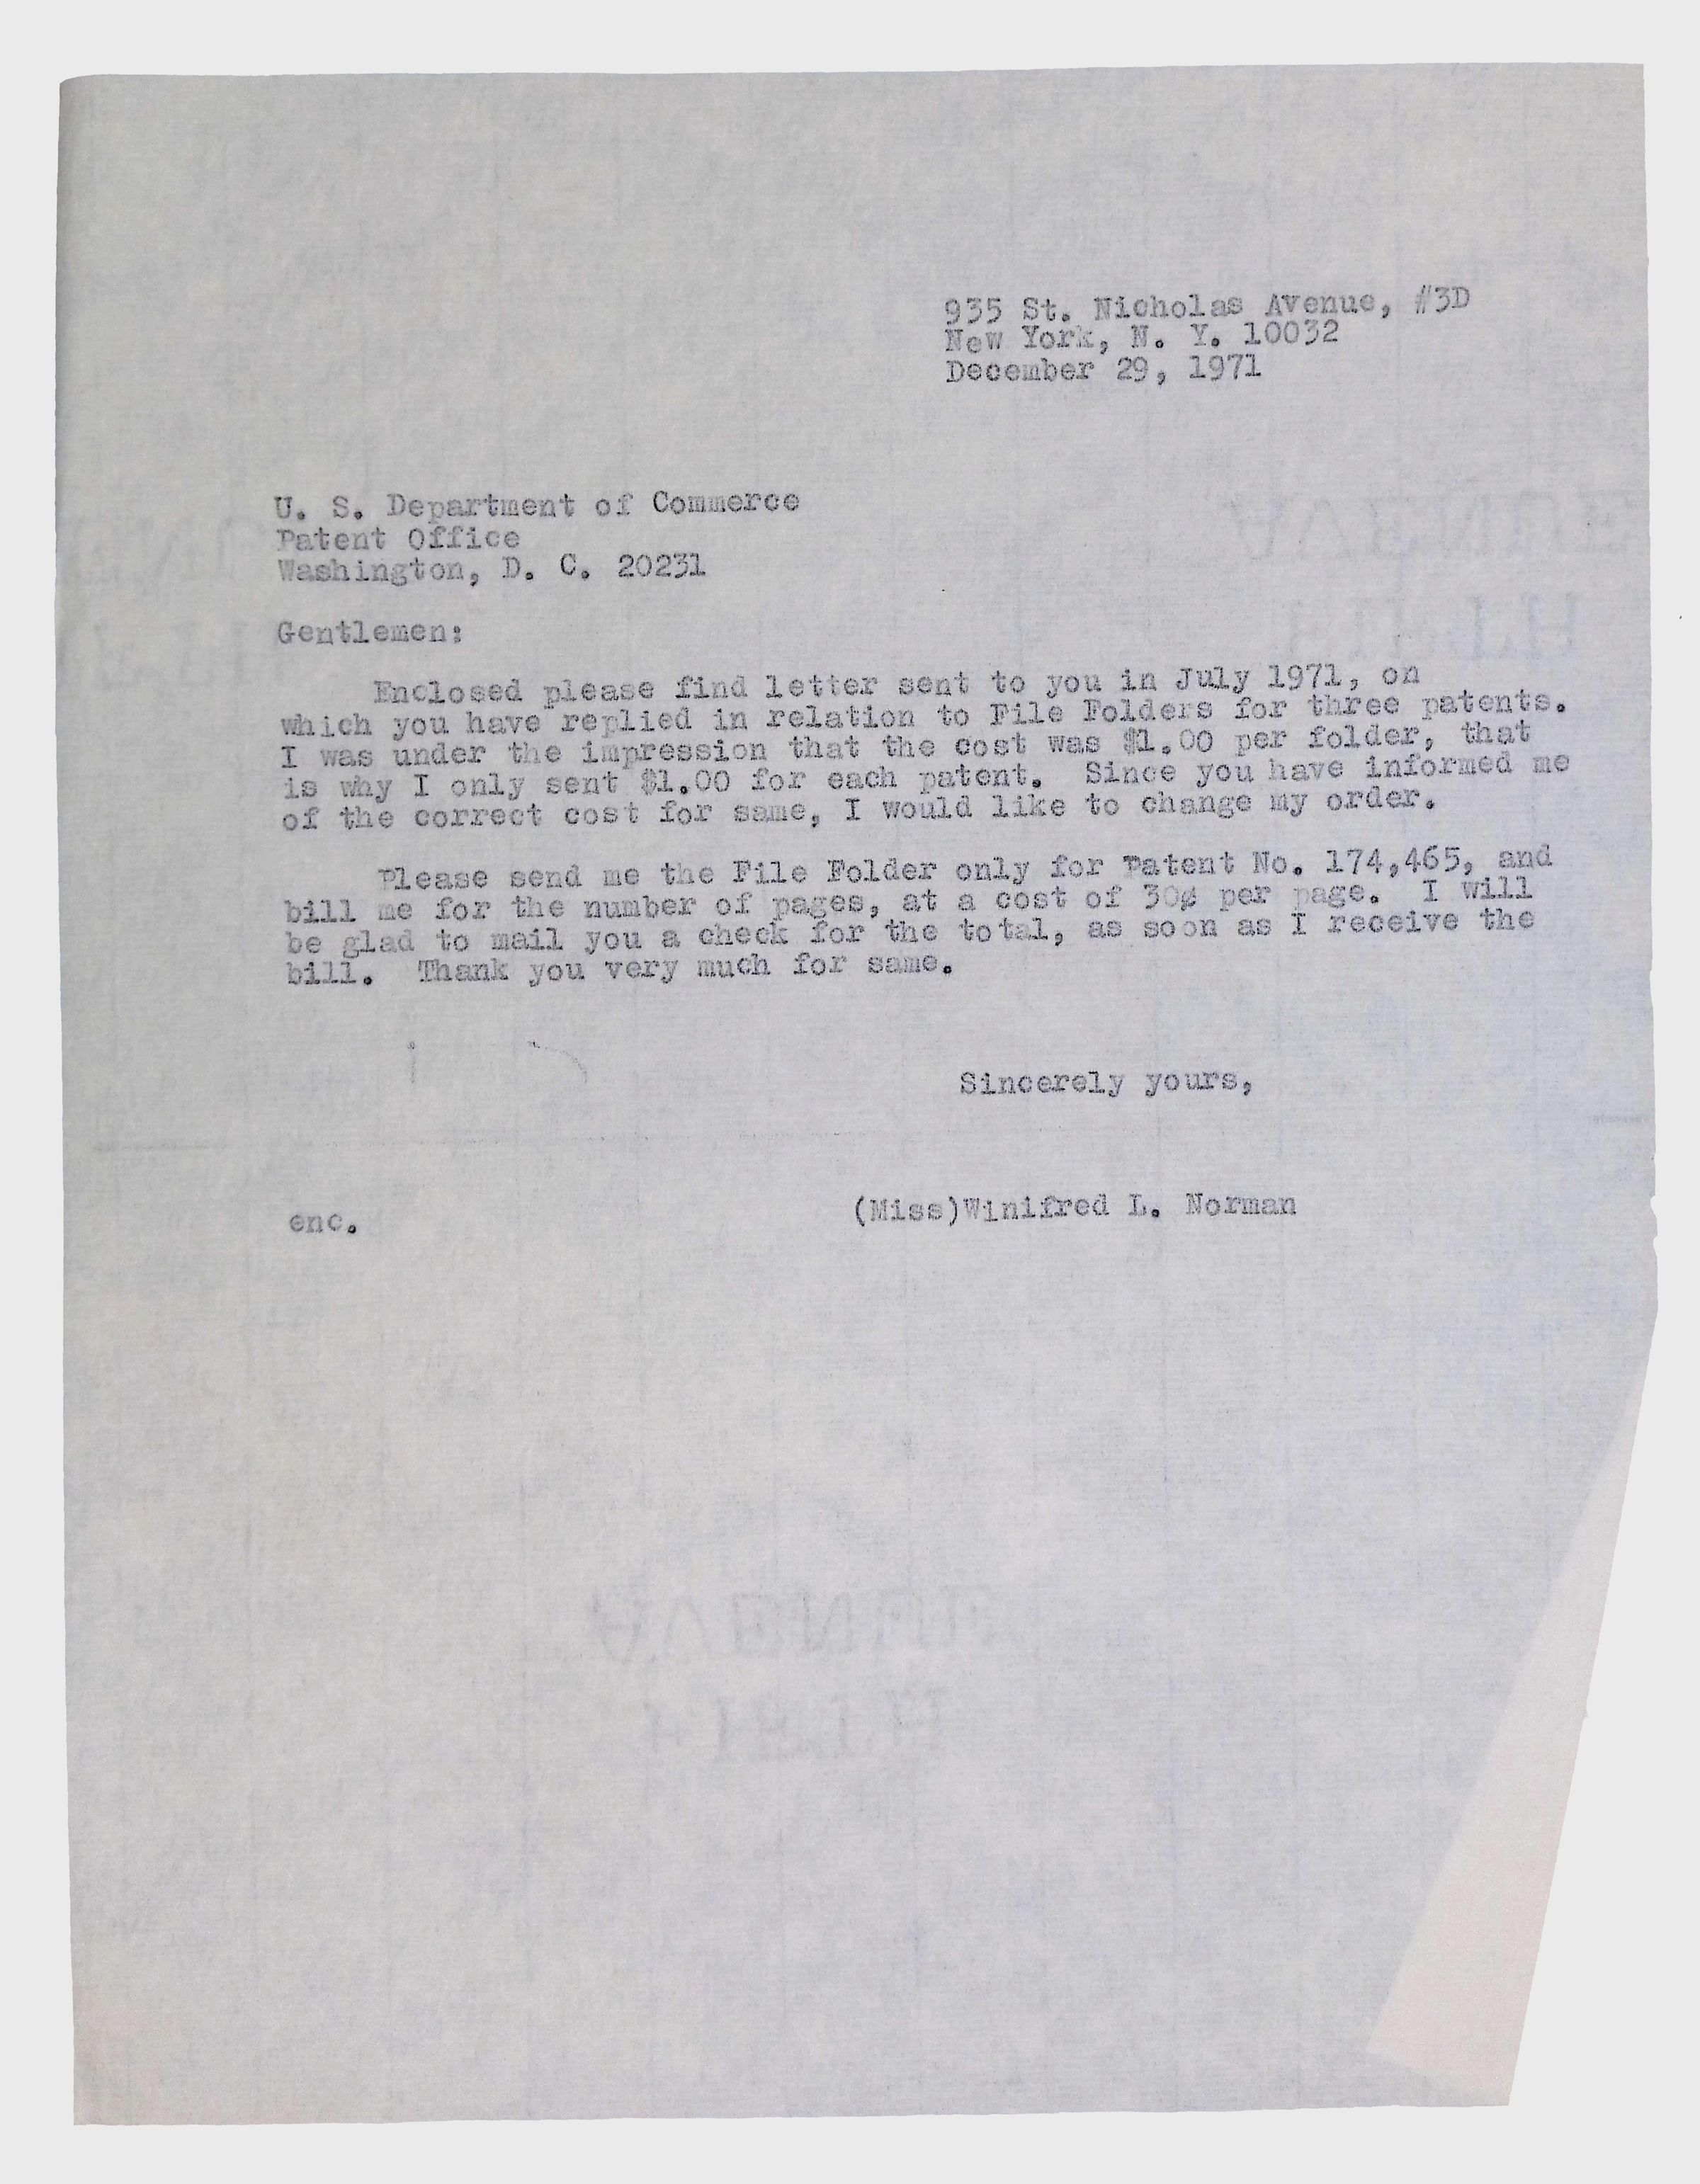 935 St. Nicholas Avenue, #3D
New York, N. Y. 10032
December 29, 1971
U. S. Department of Commerce
Patent Office
Washington, D. C. 20231
Gentlemen:
Enclosed please find letter sent to you in July 1971, on
which you have replied in relation to File Folders for three patents.
I was under the impression that the cost was $1.00 per folder, that
is why I only sent $1.00 for each patent.  Since you have informed me
of the correct cost for same, I would like to change my order.
Please send me the File Folder only for Patent No. 174,465, and
bill me for the number of pages, at a cost of 30¢ per page.  I will
be glad to mail you a check for the total, as soon as I receive the
bill.  Thank you very much for same.
Sincerely yours,
(Miss)Winifred L. Norman
enc.